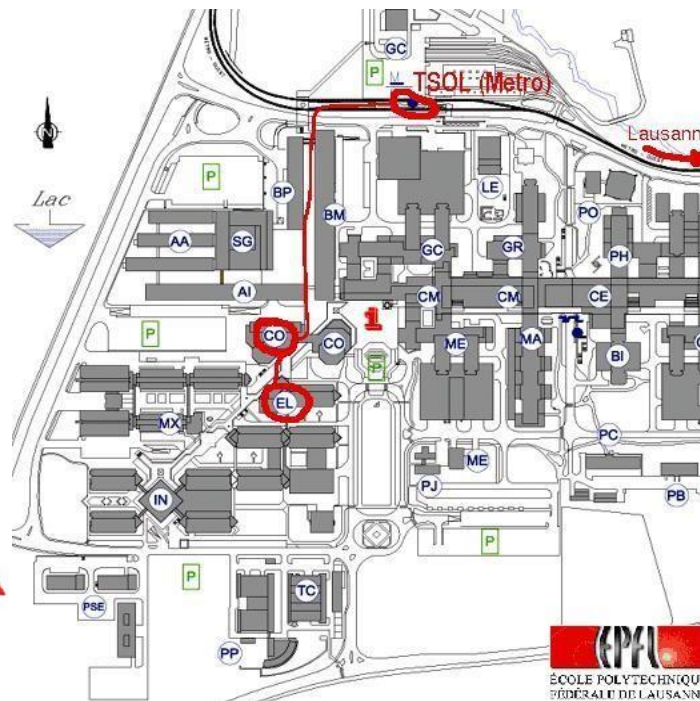 GC
P
M
TSOL (Metro)
N
Lausann
P
BP
LE
Lac
BM
PO
AA
SG
GC
GR
PH
AI
CM
CM
CE
1
P
CO
CO
ME
MA
BI
P
EL
MX
PC
ME
PJ
PB
IN
P
P
TC
PSE
PP
EPFL
ÉCOLE POLYTECHNIQU
FÉDÉRALE DE LAUSANN